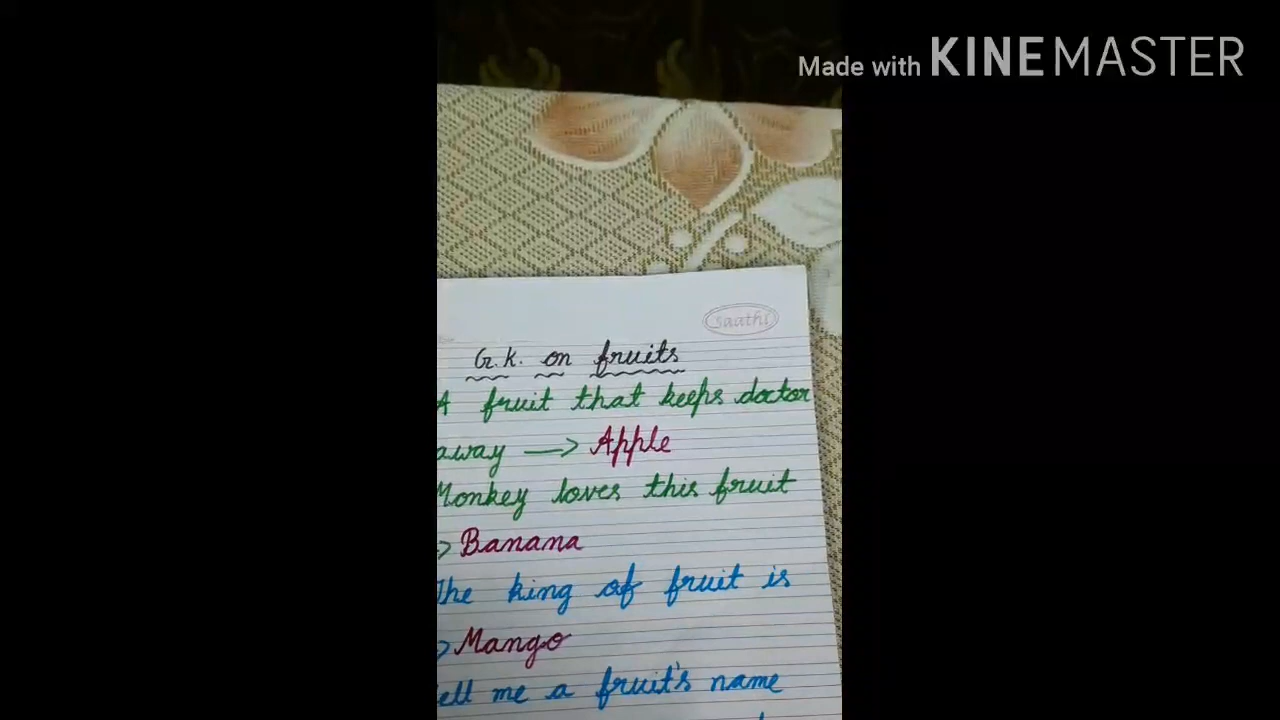 Made with KINEMASTER
saathi
G.K. on fruits
A fruit that keeps doctor
away → Apple
Monkey loves this fruit
→ Banana
The king of fruit is
→ Mango
ell me a fruit's name